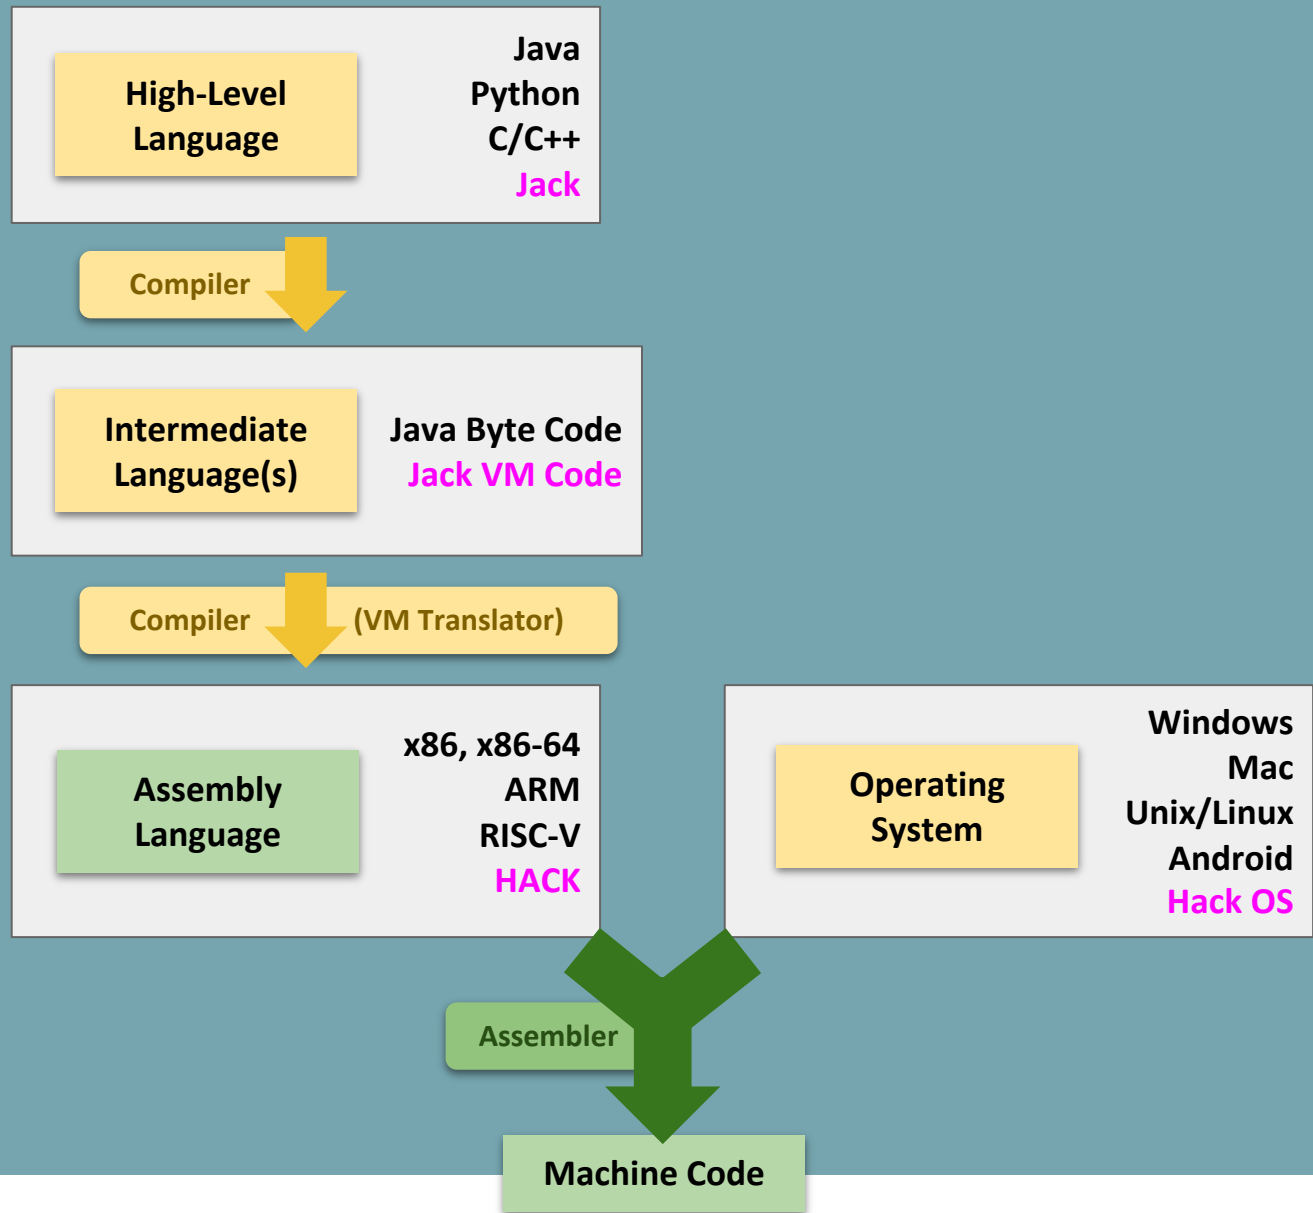 High-Level
Language
Java
Python
C/C++
Jack
Compiler
Intermediate
Language(s)
Java Byte Code
Jack VM Code
Compiler
(VM Translator)
Assembly
Language
x86, x86-64
ARM
RISC-V
HACK
Operating
System
Windows
Mac
Unix/Linux
Android
Hack OS
Assembler
Machine Code